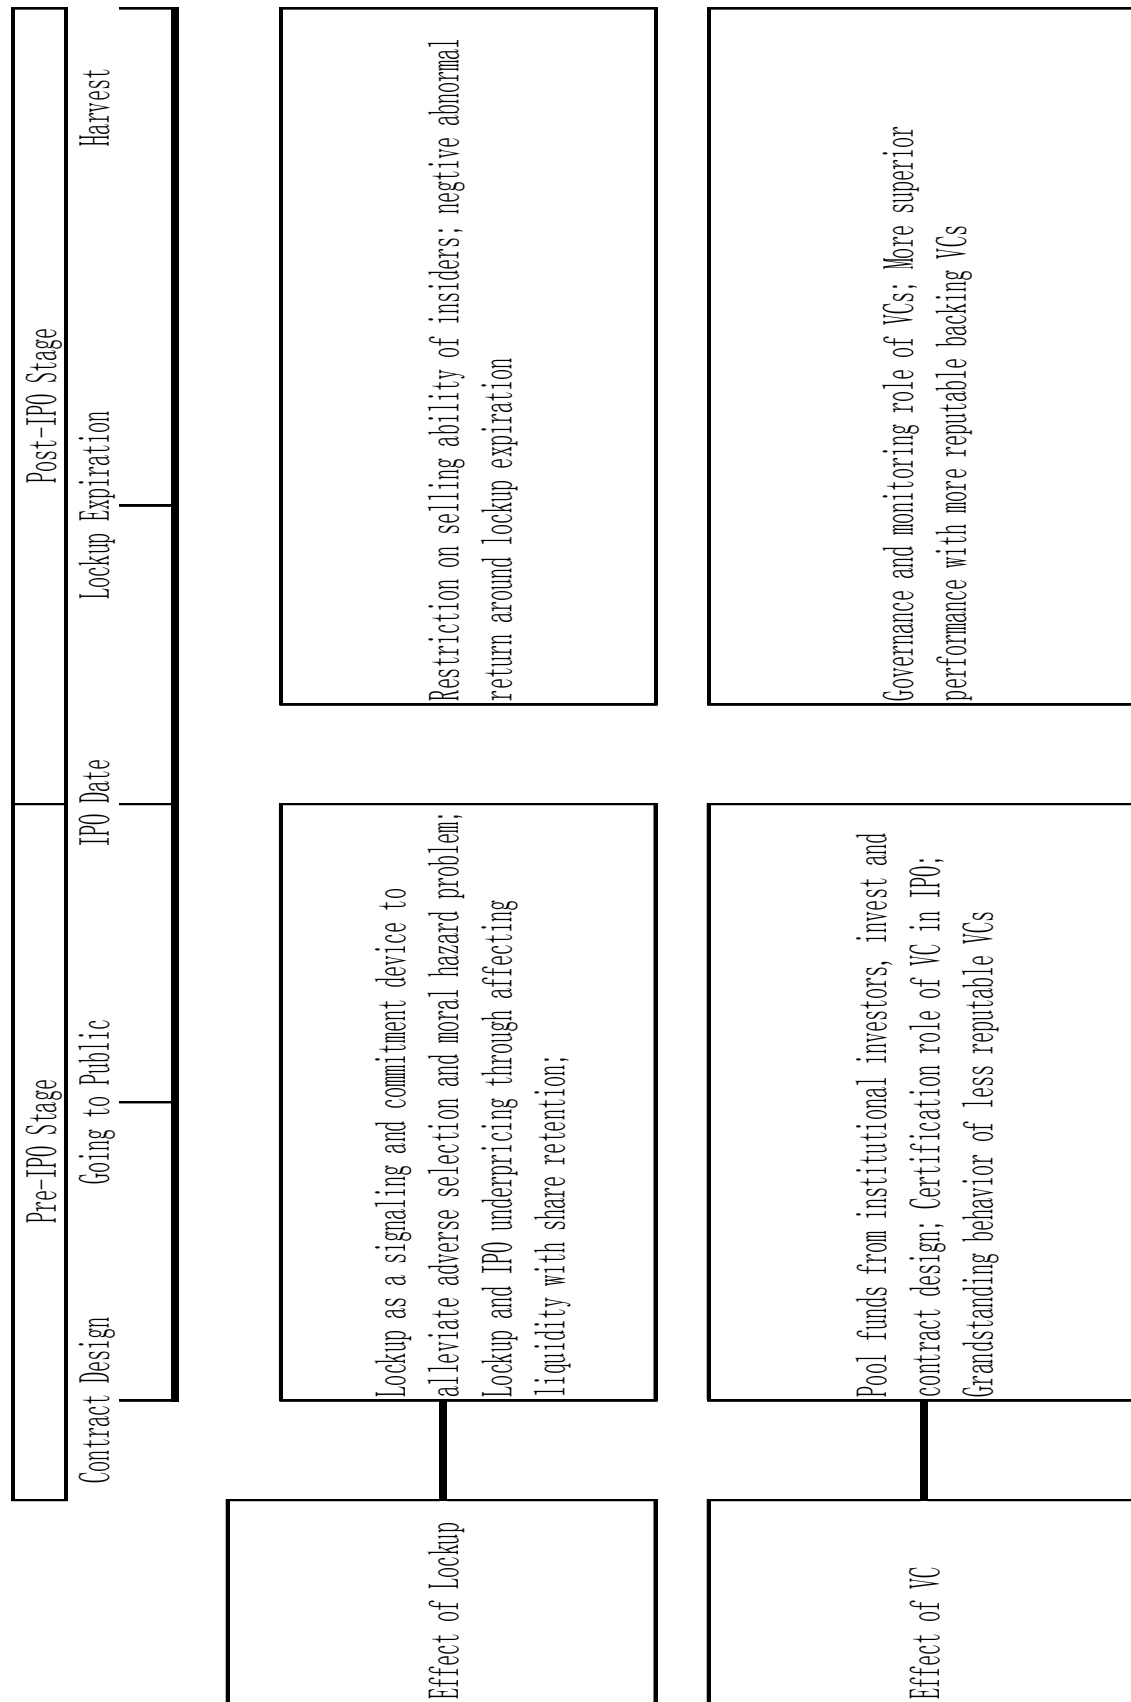 Pre-IPO Stage
Post-IPO Stage
Contract Design
Going to Public
IPO Date
Lockup Expiration
Harvest
Effect of Lockup
Lockup as a signaling and commitment device to
alleviate adverse selection and moral hazard problem;
Lockup and IPO underpricing through affecting
liquidity with share retention;
Restriction on selling ability of insiders; negtive abnormal
return around lockup expiration
Effect of VC
Pool funds from institutional investors, invest and
contract design; Certification role of VC in IPO;
Grandstanding behavior of less reputable VCs
Governance and monitoring role of VCs; More superior
performance with more reputable backing VCs